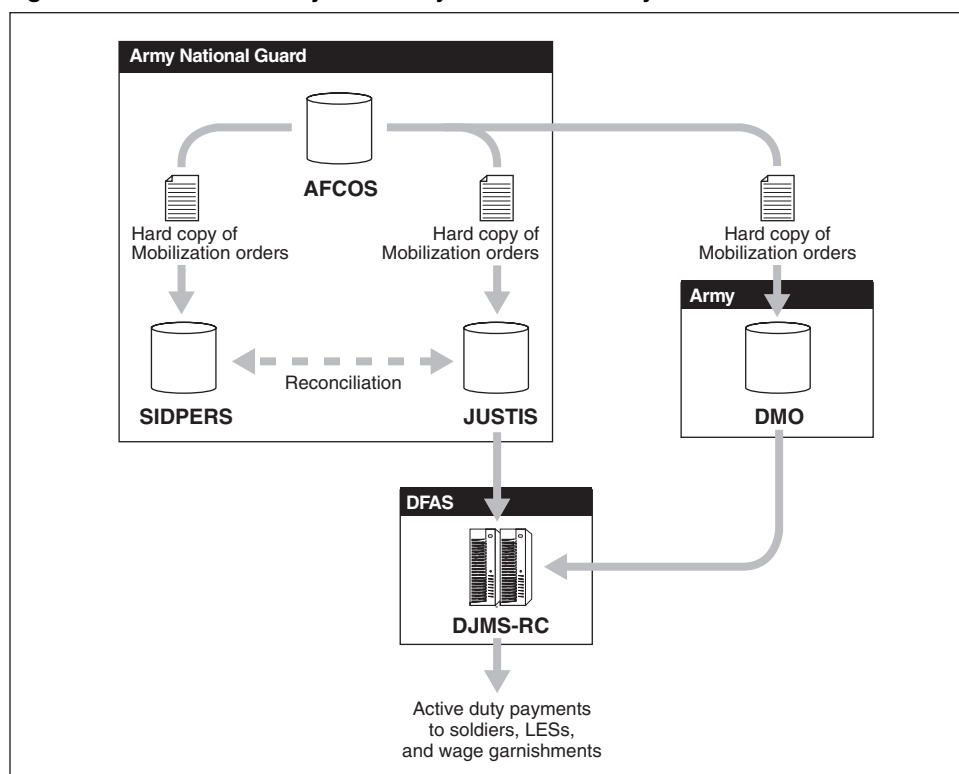 Army National Guard
AFCOS
Hard copy of
Mobilization orders
Hard copy of
Mobilization orders
Hard copy of
Mobilization orders
Army
SIDPERS
Reconciliation
JUSTIS
DMO
DFAS
DJMS-RC
Active duty payments
to soldiers, LESs,
and wage garnishments